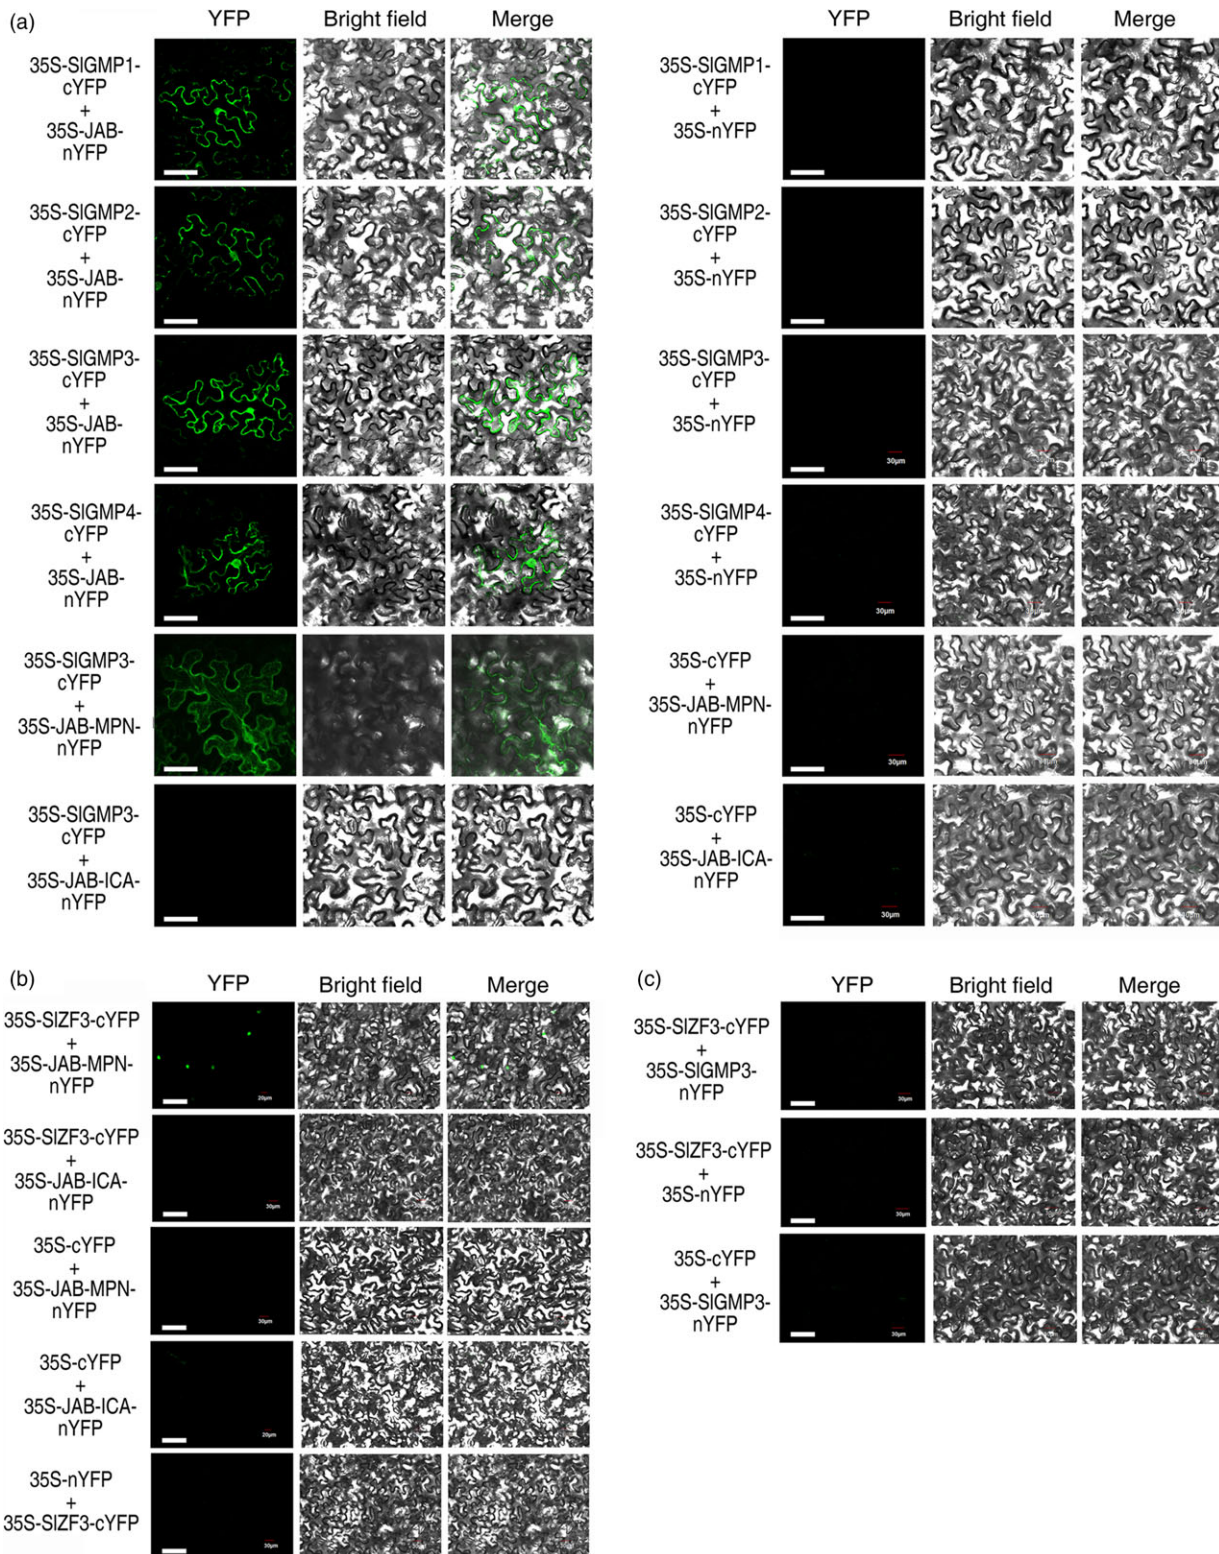 (a)
YFP
Bright field
Merge
35S-SlGMP1-
cYFP
+
35S-JAB-
nYFP
35S-SlGMP2-
cYFP
+
35S-JAB-
nYFP
35S-SlGMP3-
cYFP
+
35S-JAB-
nYFP
35S-SlGMP4-
cYFP
+
35S-JAB-
nYFP
35S-SlGMP3-
cYFP
+
35S-JAB-MPN-
nYFP
35S-SlGMP3-
cYFP
+
35S-JAB-ICA-
nYFP
YFP
Bright field
Merge
35S-SlGMP1-
cYFP
+
35S-nYFP
35S-SlGMP2-
cYFP
+
35S-nYFP
35S-SlGMP3-
cYFP
+
35S-nYFP
30μm
30μm
30μm
35S-SlGMP4-
cYFP
+
35S-nYFP
30μm
30μm
30μm
35S-cYFP
+
35S-JAB-MPN-
nYFP
30μm
30μm
30μm
35S-cYFP
+
35S-JAB-ICA-
nYFP
30μm
(b)
YFP
Bright field
Merge
35S-SlZF3-cYFP
+
35S-JAB-MPN-
nYFP
20μm
35S-SlZF3-cYFP
+
35S-JAB-ICA-
nYFP
30μm
35S-cYFP
+
35S-JAB-MPN-
nYFP
30μm
35S-cYFP
+
35S-JAB-ICA-
nYFP
20μm
35S-nYFP
+
35S-SlZF3-cYFP
30μm
(c)
YFP
Bright field
Merge
35S-SlZF3-cYFP
+
35S-SlGMP3-
nYFP
30μm
35S-SlZF3-cYFP
+
35S-nYFP
30μm
35S-cYFP
+
35S-SlGMP3-
nYFP
30μm